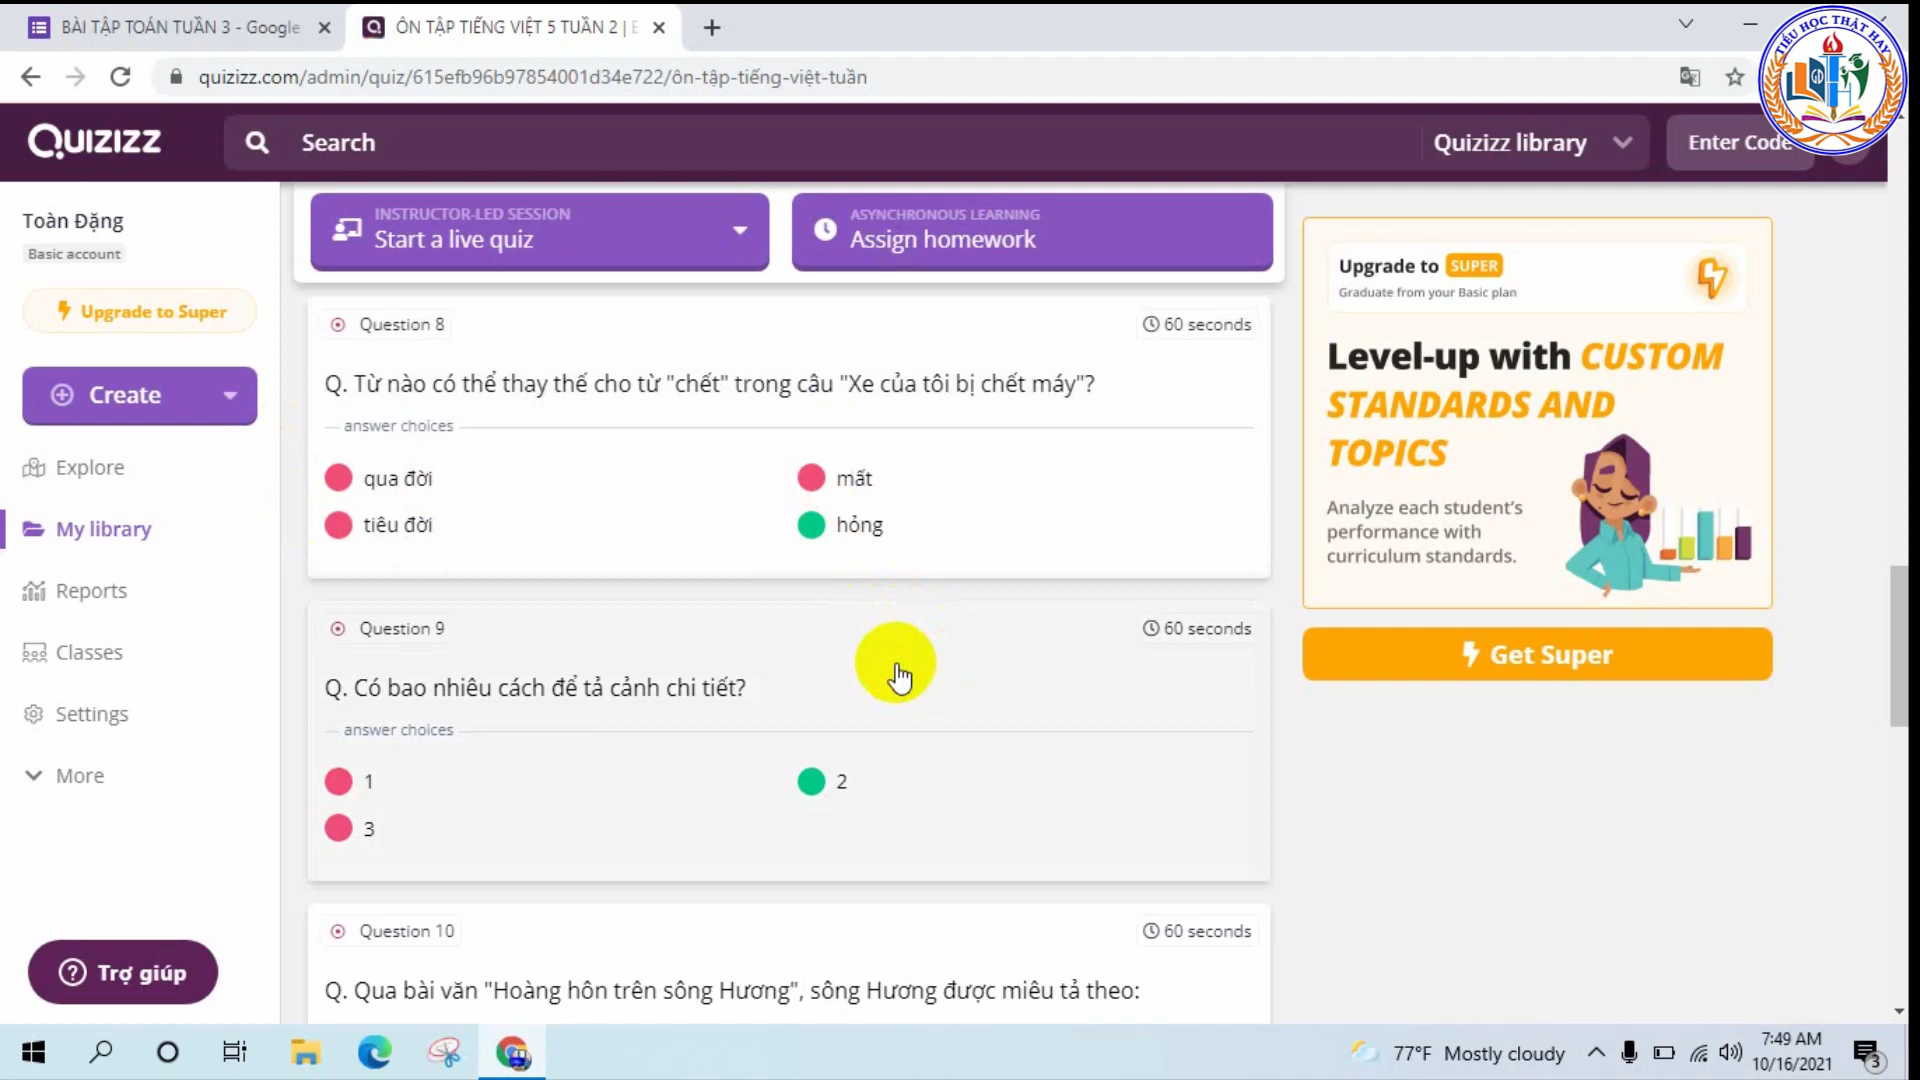 BÀI TẬP TOÁN TUẦN 3 - Google
ÔN TẬP TIẾNG VIỆT 5 TUẦN 2 |
quizizz.com/admin/quiz/615efb96b97854001d34e722/ôn-tập-tiếng-việt-tuần
TIỂU HỌC THẬT HAY
GD
QUIZIZZ
Search
Quizizz library
Enter Code
Toàn Đặng
Basic account
Upgrade to Super
Create
Explore
My library
Reports
Classes
Settings
More
Trợ giúp
INSTRUCTOR-LED SESSION
Start a live quiz
ASYNCHRONOUS LEARNING
Assign homework
Question 8
60 seconds
Q. Từ nào có thể thay thế cho từ "chết" trong câu "Xe của tôi bị chết máy"?
answer choices
qua đời
mất
tiêu đời
hỏng
Question 9
60 seconds
Q. Có bao nhiêu cách để tả cảnh chi tiết?
answer choices
1
2
3
Question 10
60 seconds
Q. Qua bài văn "Hoàng hôn trên sông Hương", sông Hương được miêu tả theo:
Upgrade to SUPER
Graduate from your Basic plan
Level-up with CUSTOM
STANDARDS AND
TOPICS
Analyze each student's
performance with
curriculum standards.
Get Super
77°F Mostly cloudy
7:49 AM
10/16/2021
3